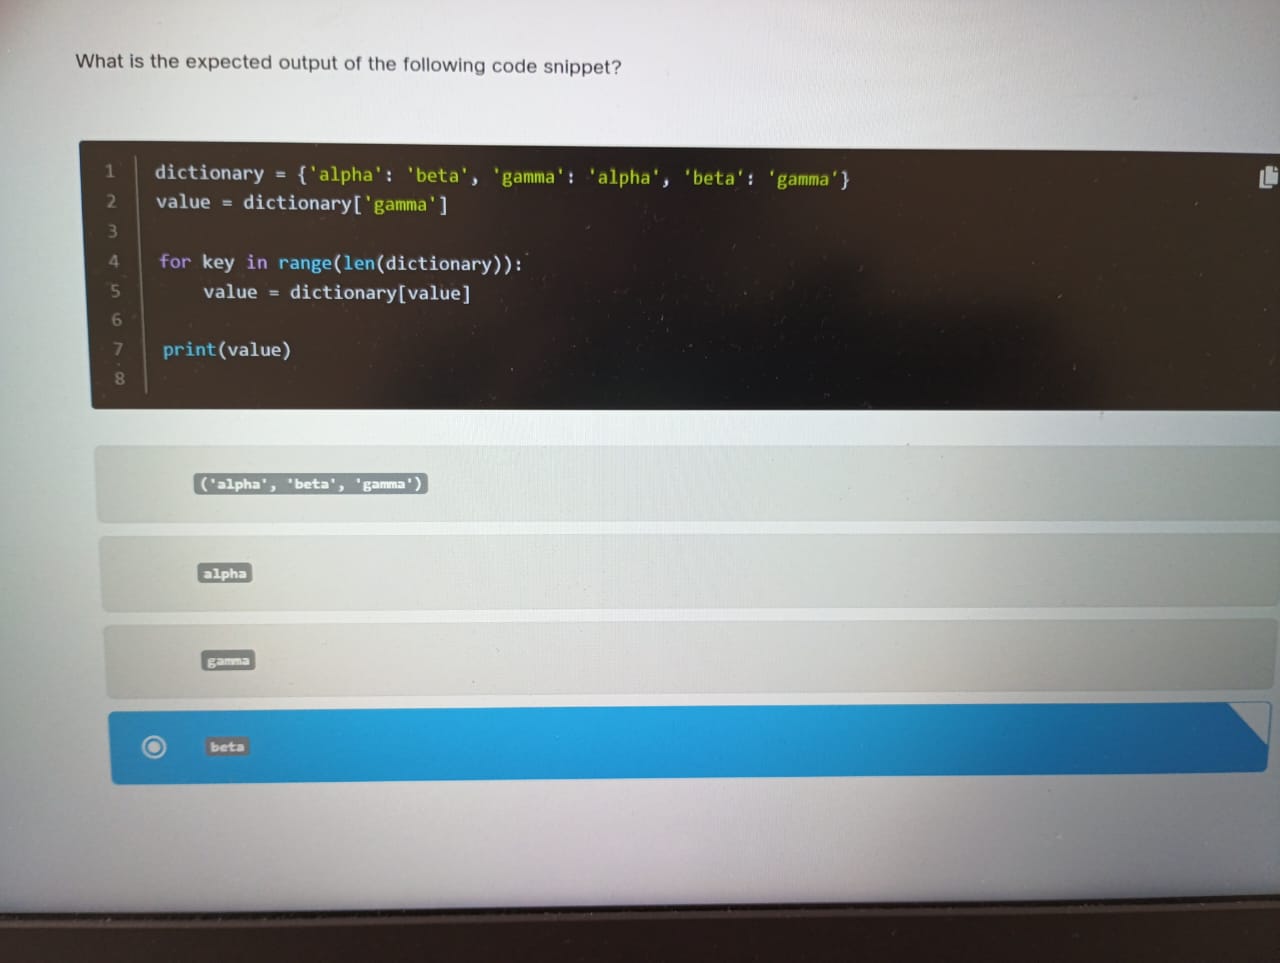 What is the expected output of the following code snippet?
1 dictionary = {'alpha': 'beta', 'gamma': 'alpha', 'beta': 'gamma'}
2 value = dictionary['gamma']
3
4 for key in range(len(dictionary)):
5 value = dictionary[value]
6
7 print(value)
8
('alpha', 'beta', 'gamma')
alpha
gamma
beta